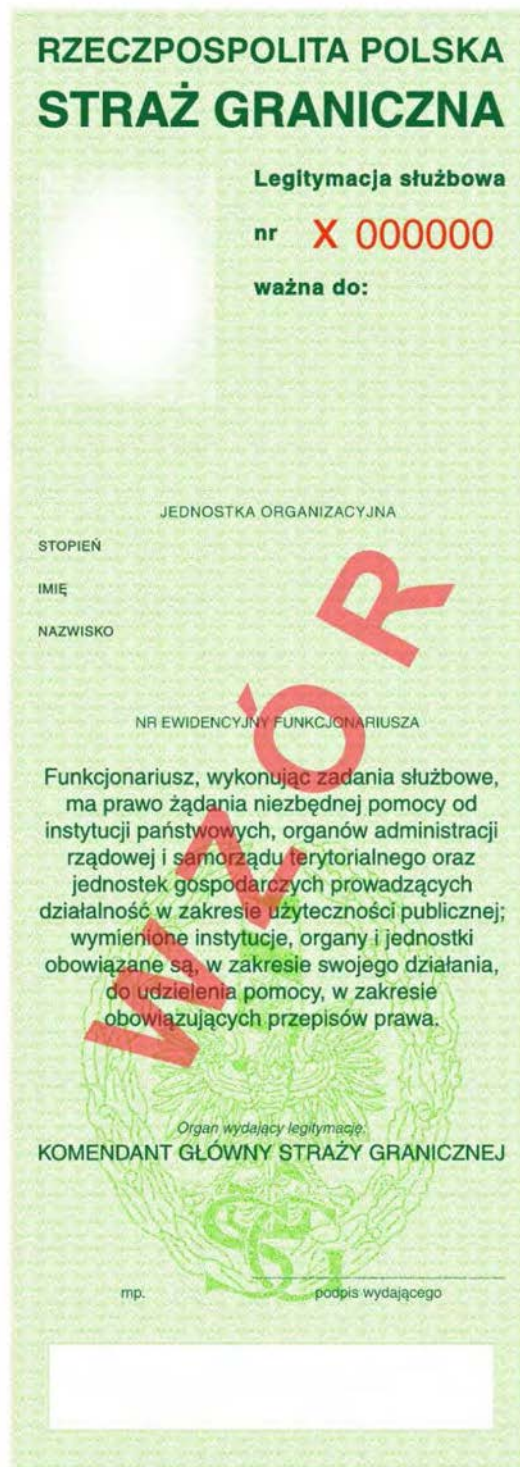 RZECZPOSPOLITA POLSKA
STRAŻ GRANICZNA
Legitymacja służbowa
nr X 000000
ważna do:
JEDNOSTKA ORGANIZACYJNA
STOPIEŃ
IMIĘ
NAZWISKO
NR EWIDENCYJNY FUNKCJONARIUSZA
Funkcjonariusz, wykonując zadania służbowe,
ma prawo żądania niezbędnej pomocy od
instytucji państwowych, organów administracji
rządowej i samorządu terytorialnego oraz
jednostek gospodarczych prowadzących
działalność w zakresie użyteczności publicznej;
wymienione instytucje, organy i jednostki
obowiązane są, w zakresie swojego działania,
do udzielenia pomocy, w zakresie
obowiązujących przepisów prawa.
WZÓR
Organ wydający legitymację:
KOMENDANT GŁÓWNY STRAŻY GRANICZNEJ
SG
mp. podpis wydającego